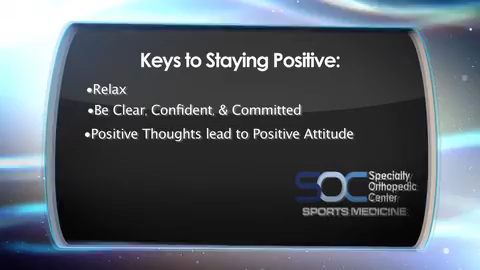 Keys to Staying Positive:
•Relax
•Be Clear, Confident, & Committed
•Positive Thoughts lead to Positive Attitude
SOC Specialty
Orthopedic
Center
SPORTS MEDICINE